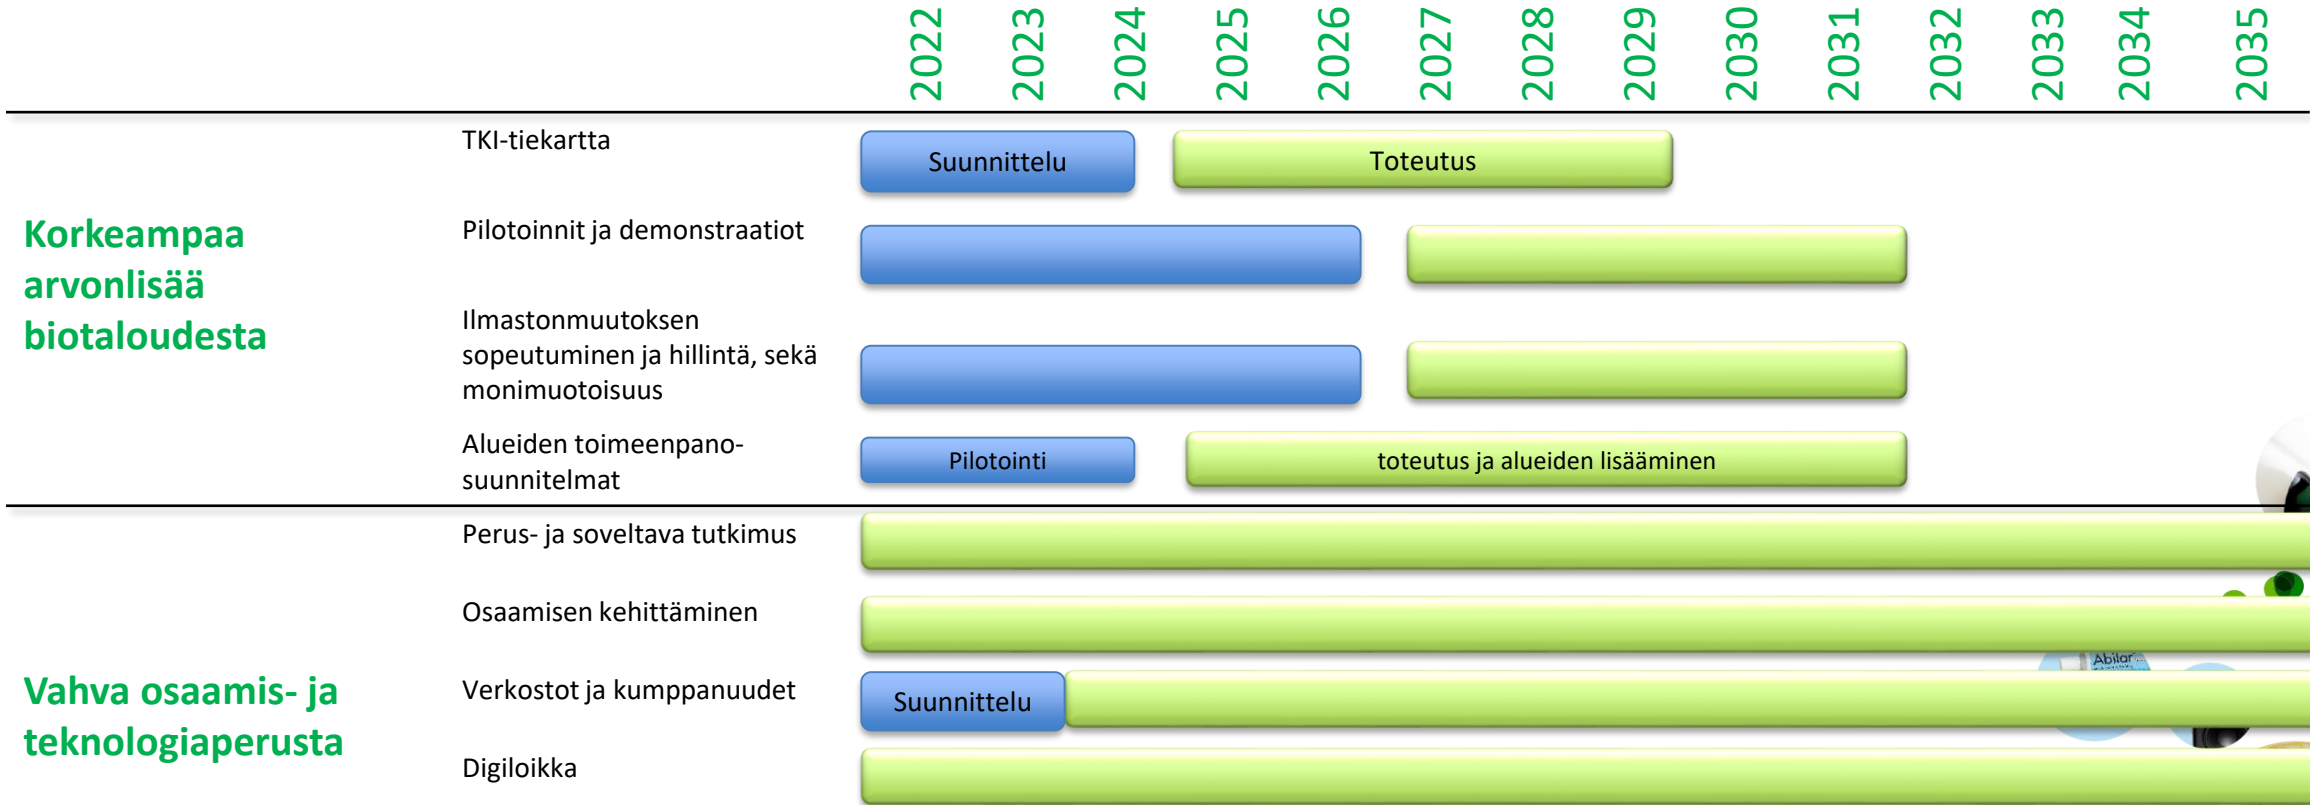 2022 2023 2024 2025 2026 2027 2028 2029 2030 2031 2032 2033 2034 2035
Korkeampaa
arvonlisää
biotaloudesta
TKI-tiekartta
Suunnittelu
Toteutus
Pilotoinnit ja demonstraatiot
Ilmastonmuutoksen
sopeutuminen ja hillintä, sekä
monimuotoisuus
Alueiden toimeenpano-
suunnitelmat
Pilotointi
toteutus ja alueiden lisääminen
Vahva osaamis- ja
teknologiaperusta
Perus- ja soveltava tutkimus
Osaamisen kehittäminen
Verkostot ja kumppanuudet
Suunnittelu
Abilar
Digiloikka